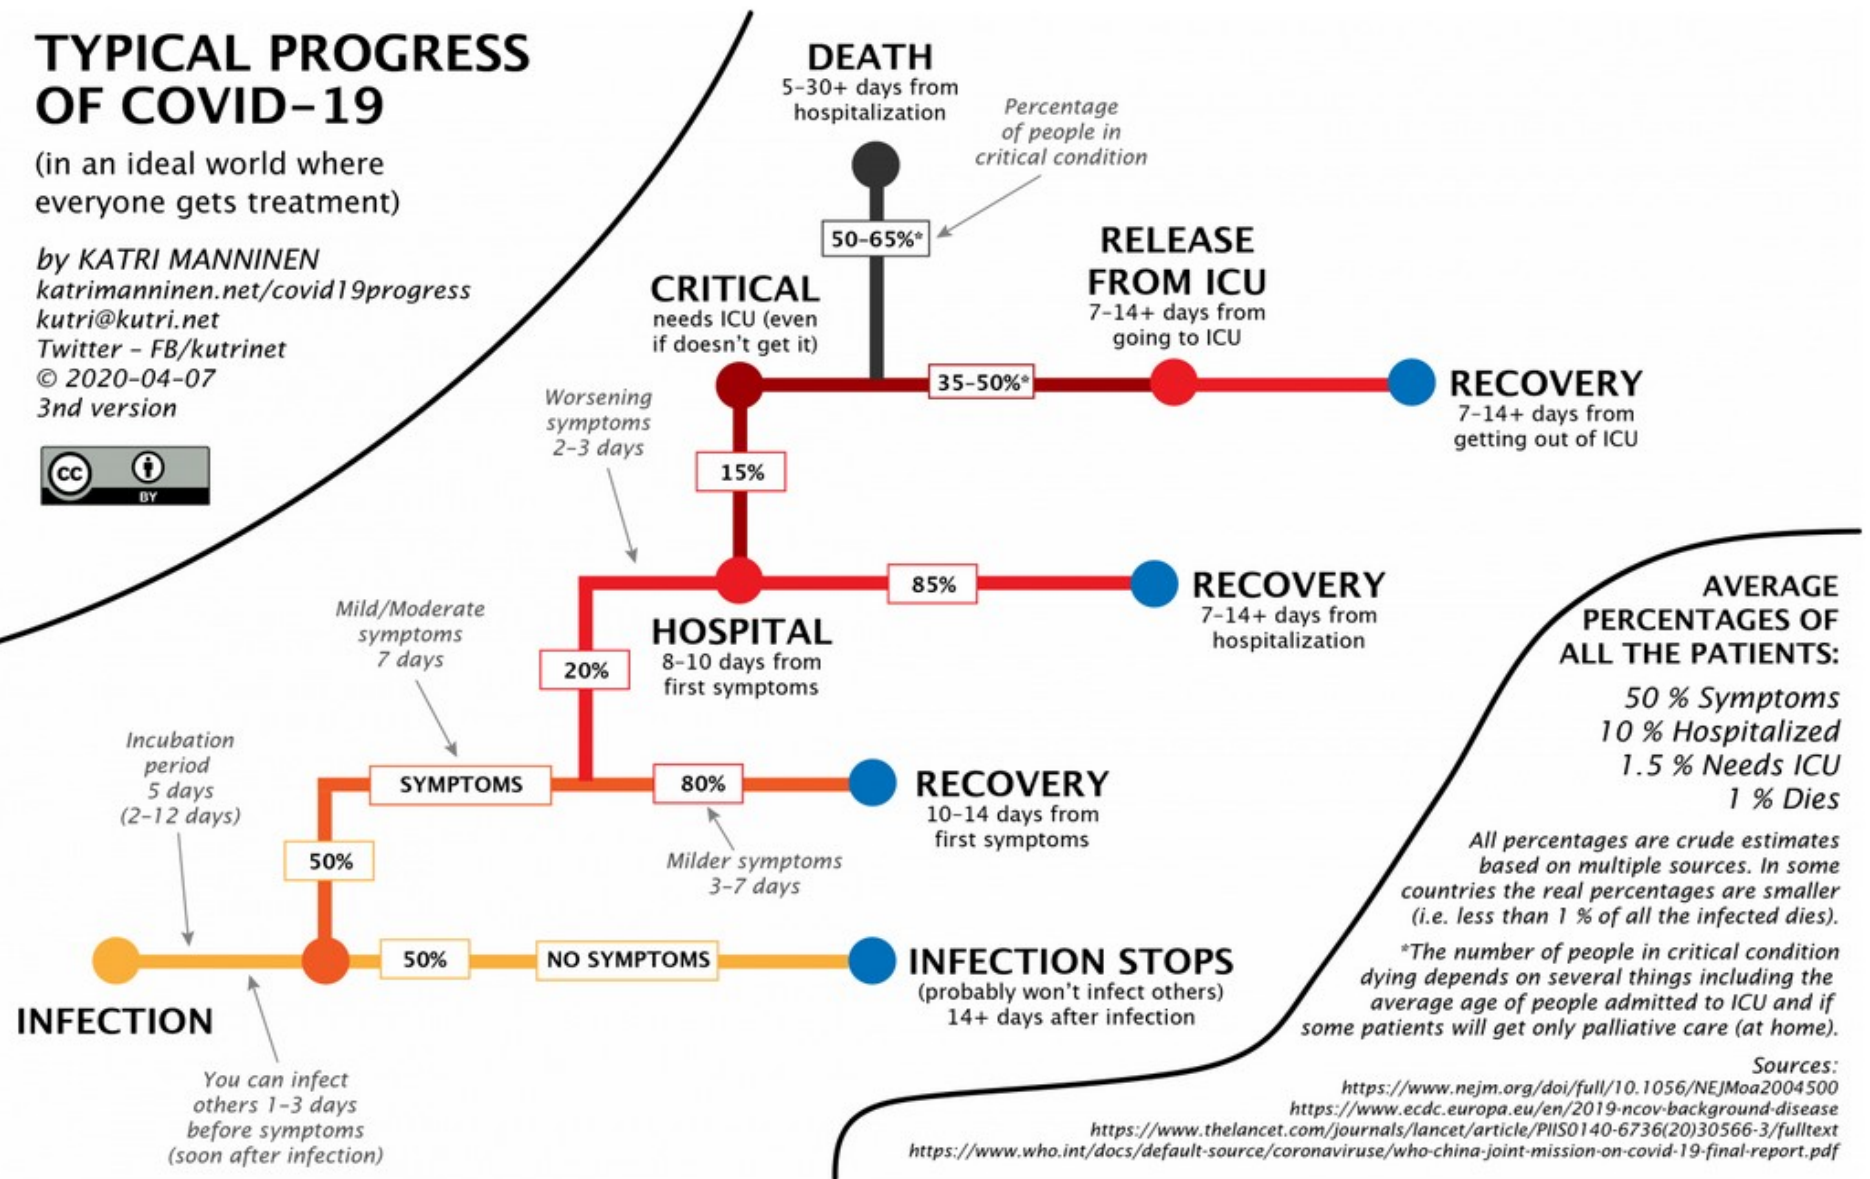 TYPICAL PROGRESS
OF COVID-19
(in an ideal world where
everyone gets treatment)
by KATRI MANNINEN
katrimanninen.net/covid19progress
kutri@kutri.net
Twitter - FB/kutrinet
© 2020-04-07
3nd version
cc
BY
DEATH
5-30+ days from
hospitalization
Percentage
of people in
critical condition
50-65%*
CRITICAL
needs ICU (even
if doesn't get it)
RELEASE
FROM ICU
7-14+ days from
going to ICU
35-50%*
RECOVERY
7-14+ days from
getting out of ICU
Worsening
symptoms
2-3 days
15%
85%
RECOVERY
7-14+ days from
hospitalization
HOSPITAL
8-10 days from
first symptoms
Mild/Moderate
symptoms
7 days
20%
SYMPTOMS
80%
RECOVERY
10-14 days from
first symptoms
Milder symptoms
3-7 days
Incubation
period
5 days
(2-12 days)
50%
50%
NO SYMPTOMS
INFECTION STOPS
(probably won't infect others)
14+ days after infection
INFECTION
You can infect
others 1-3 days
before symptoms
(soon after infection)
AVERAGE
PERCENTAGES OF
ALL THE PATIENTS:
50 % Symptoms
10 % Hospitalized
1.5 % Needs ICU
1 % Dies
All percentages are crude estimates
based on multiple sources. In some
countries the real percentages are smaller
(i.e. less than 1 % of all the infected dies).
*The number of people in critical condition
dying depends on several things including the
average age of people admitted to ICU and if
some patients will get only palliative care (at home).
Sources:
https://www.nejm.org/doi/full/10.1056/NEJMoa2004500
https://www.ecdc.europa.eu/en/2019-ncov-background-disease
https://www.thelancet.com/journals/lancet/article/PIIS0140-6736(20)30566-3/fulltext
https://www.who.int/docs/default-source/coronaviruse/who-china-joint-mission-on-covid-19-final-report.pdf